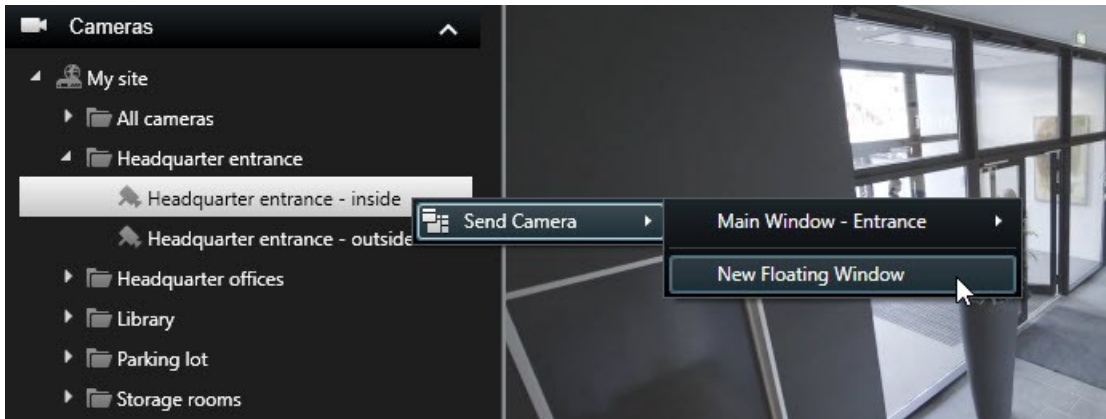 Cameras
My site
All cameras
Headquarter entrance
Headquarter entrance - inside
Send Camera
Main Window - Entrance
Headquarter entrance - outside
New Floating Window
Headquarter offices
Library
Parking lot
Storage rooms